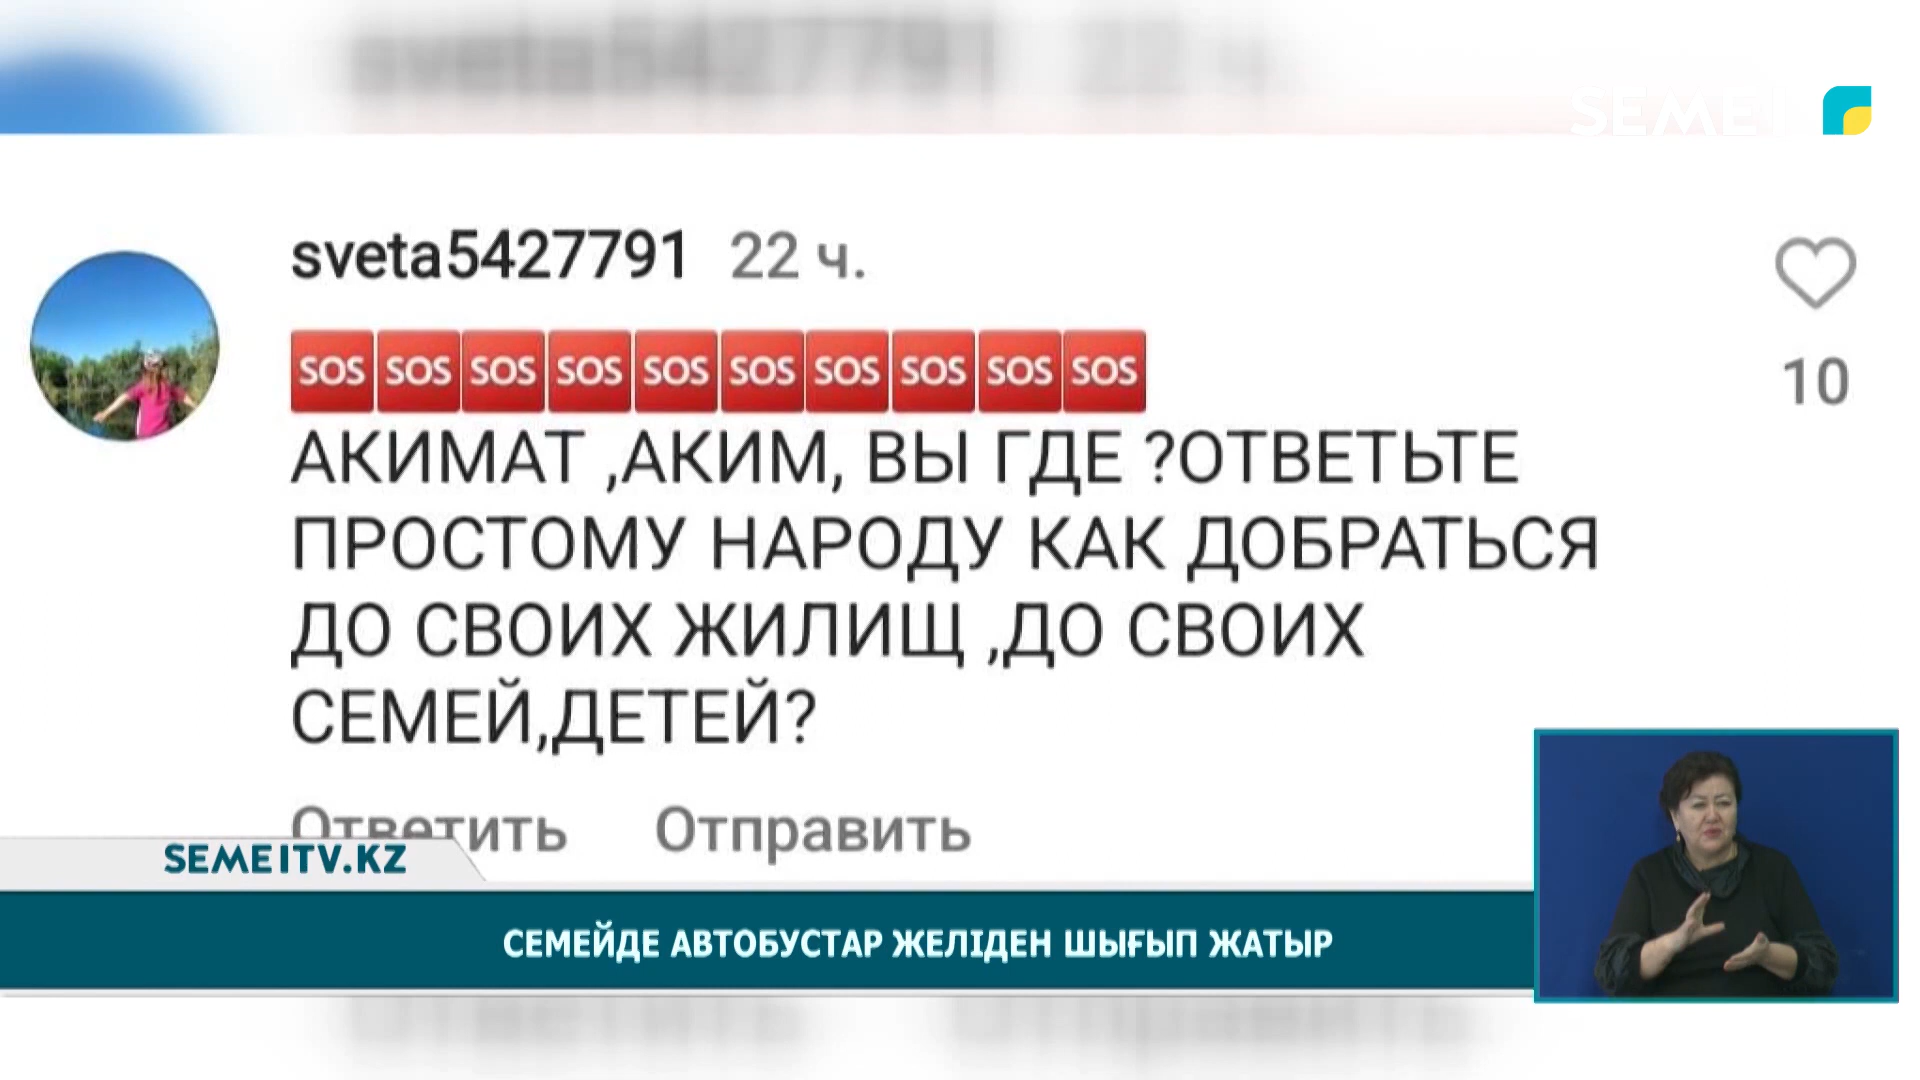 SEME
sveta5427791 22 ч.
SOS SOS SOS SOS SOS SOS SOS SOS SOS SOS
10
АКИМАТ ,АКИМ, ВЫ ГДЕ ?ОТВЕТЬТЕ
ПРОСТОМУ НАРОДУ КАК ДОБРАТЬСЯ
ДО СВОИХ ЖИЛИЩ ,ДО СВОИХ
СЕМЕЙ,ДЕТЕЙ?
Ответить Отправить
SEMEITV.KZ
СЕМЕЙДЕ АВТОБУСТАР ЖЕЛІДЕН ШЫҒЫП ЖАТЫР